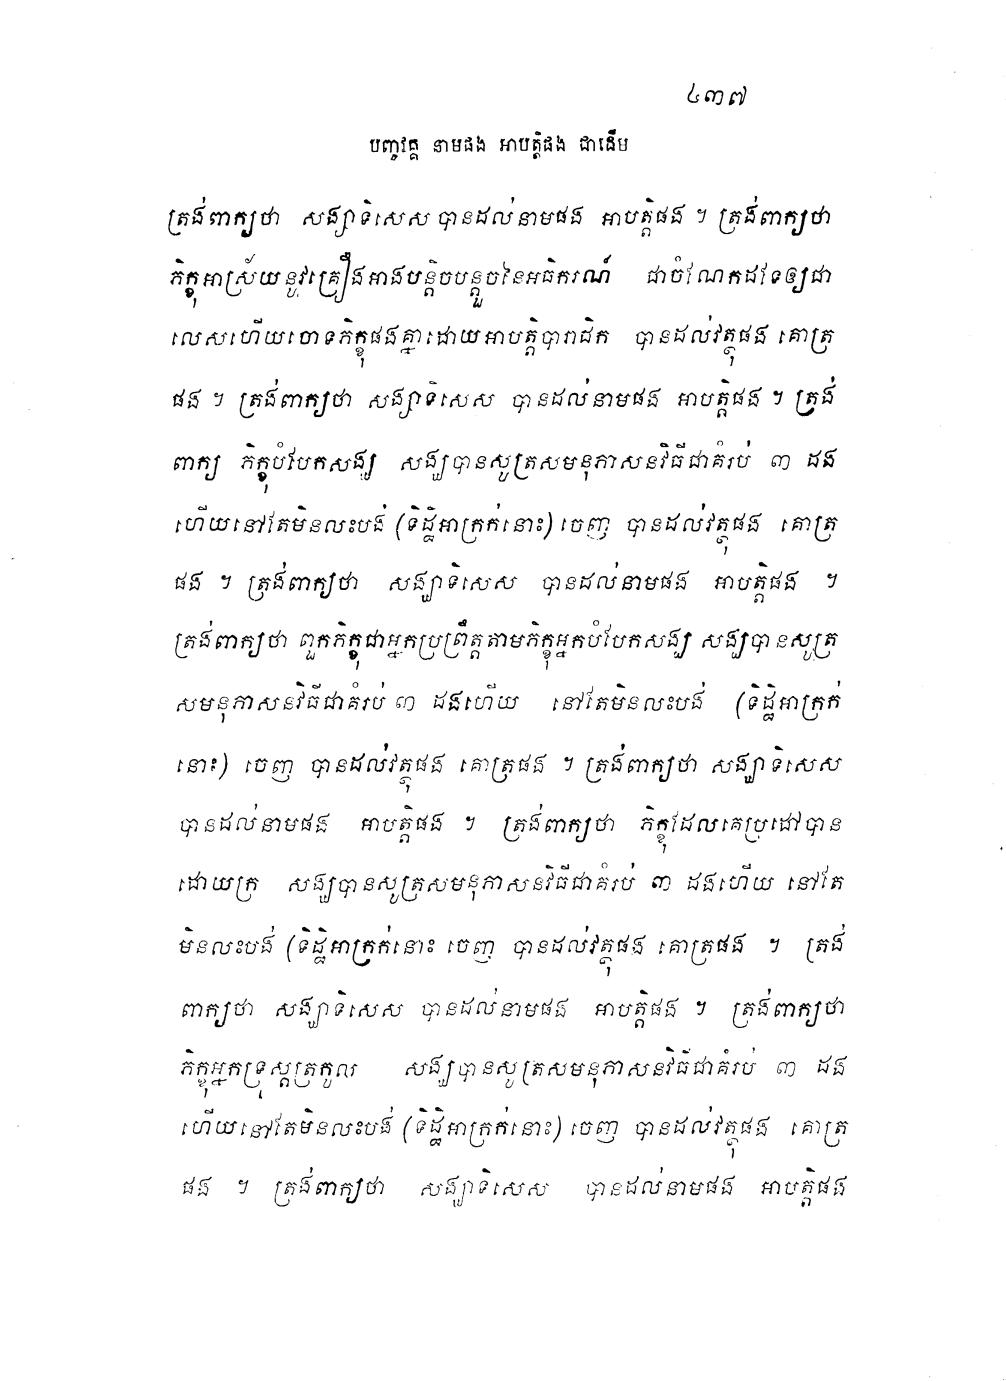 ៤៣៧
បញ្ចវគ្គ នាមផង អាបត្តិផង ជាដើម
ត្រង់ពាក្យថា សង្ឃាទិសេស បានដល់នាមផង អាបត្តិផង ។ ត្រង់ពាក្យថា
ភិក្ខុអាស្រ័យនូវគ្រឿងអាងបន្តិចបន្តួចនៃអធិករណ៍ ជាចំណែកដទៃឲ្យជា
លេសហើយចោទភិក្ខុផងគ្នាដោយអាបត្តិបារាជិក បានដល់វត្ថុផង គោត្រ
ផង ។ ត្រង់ពាក្យថា សង្ឃាទិសេស បានដល់នាមផង អាបត្តិផង ។ ត្រង់
ពាក្យ ភិក្ខុបំបែកសង្ឃ សង្ឃបានសូត្រសមនុភាសនវិធីជាគំរប់ ៣ ដង
ហើយនៅតែមិនលះបង់ (ទិដ្ឋិអាក្រក់នោះ) ចេញ បានដល់វត្ថុផង គោត្រ
ផង ។ ត្រង់ពាក្យថា សង្ឃាទិសេស បានដល់នាមផង អាបត្តិផង ។
ត្រង់ពាក្យថា ពួកភិក្ខុជាអ្នកប្រព្រឹត្តតាមភិក្ខុអ្នកបំបែកសង្ឃ សង្ឃបានសូត្រ
សមនុភាសនវិធីជាគំរប់ ៣ ដងហើយ នៅតែមិនលះបង់ (ទិដ្ឋិអាក្រក់
នោះ) ចេញ បានដល់វត្ថុផង គោត្រផង ។ ត្រង់ពាក្យថា សង្ឃាទិសេស
បានដល់នាមផង អាបត្តិផង ។ ត្រង់ពាក្យថា ភិក្ខុដែលគេប្រដៅបាន
ដោយក្រ សង្ឃបានសូត្រសមនុភាសនវិធីជាគំរប់ ៣ ដងហើយ នៅតែ
មិនលះបង់ (ទិដ្ឋិអាក្រក់នោះ ចេញ បានដល់វត្ថុផង គោត្រផង ។ ត្រង់
ពាក្យថា សង្ឃាទិសេស បានដល់នាមផង អាបត្តិផង ។ ត្រង់ពាក្យថា
ភិក្ខុអ្នកទ្រុស្តត្រកូល សង្ឃបានសូត្រសមនុភាសនវិធីជាគំរប់ ៣ ដង
ហើយនៅតែមិនលះបង់ (ទិដ្ឋិអាក្រក់នោះ) ចេញ បានដល់វត្ថុផង គោត្រ
ផង ។ ត្រង់ពាក្យថា សង្ឃាទិសេស បានដល់នាមផង អាបត្តិផង